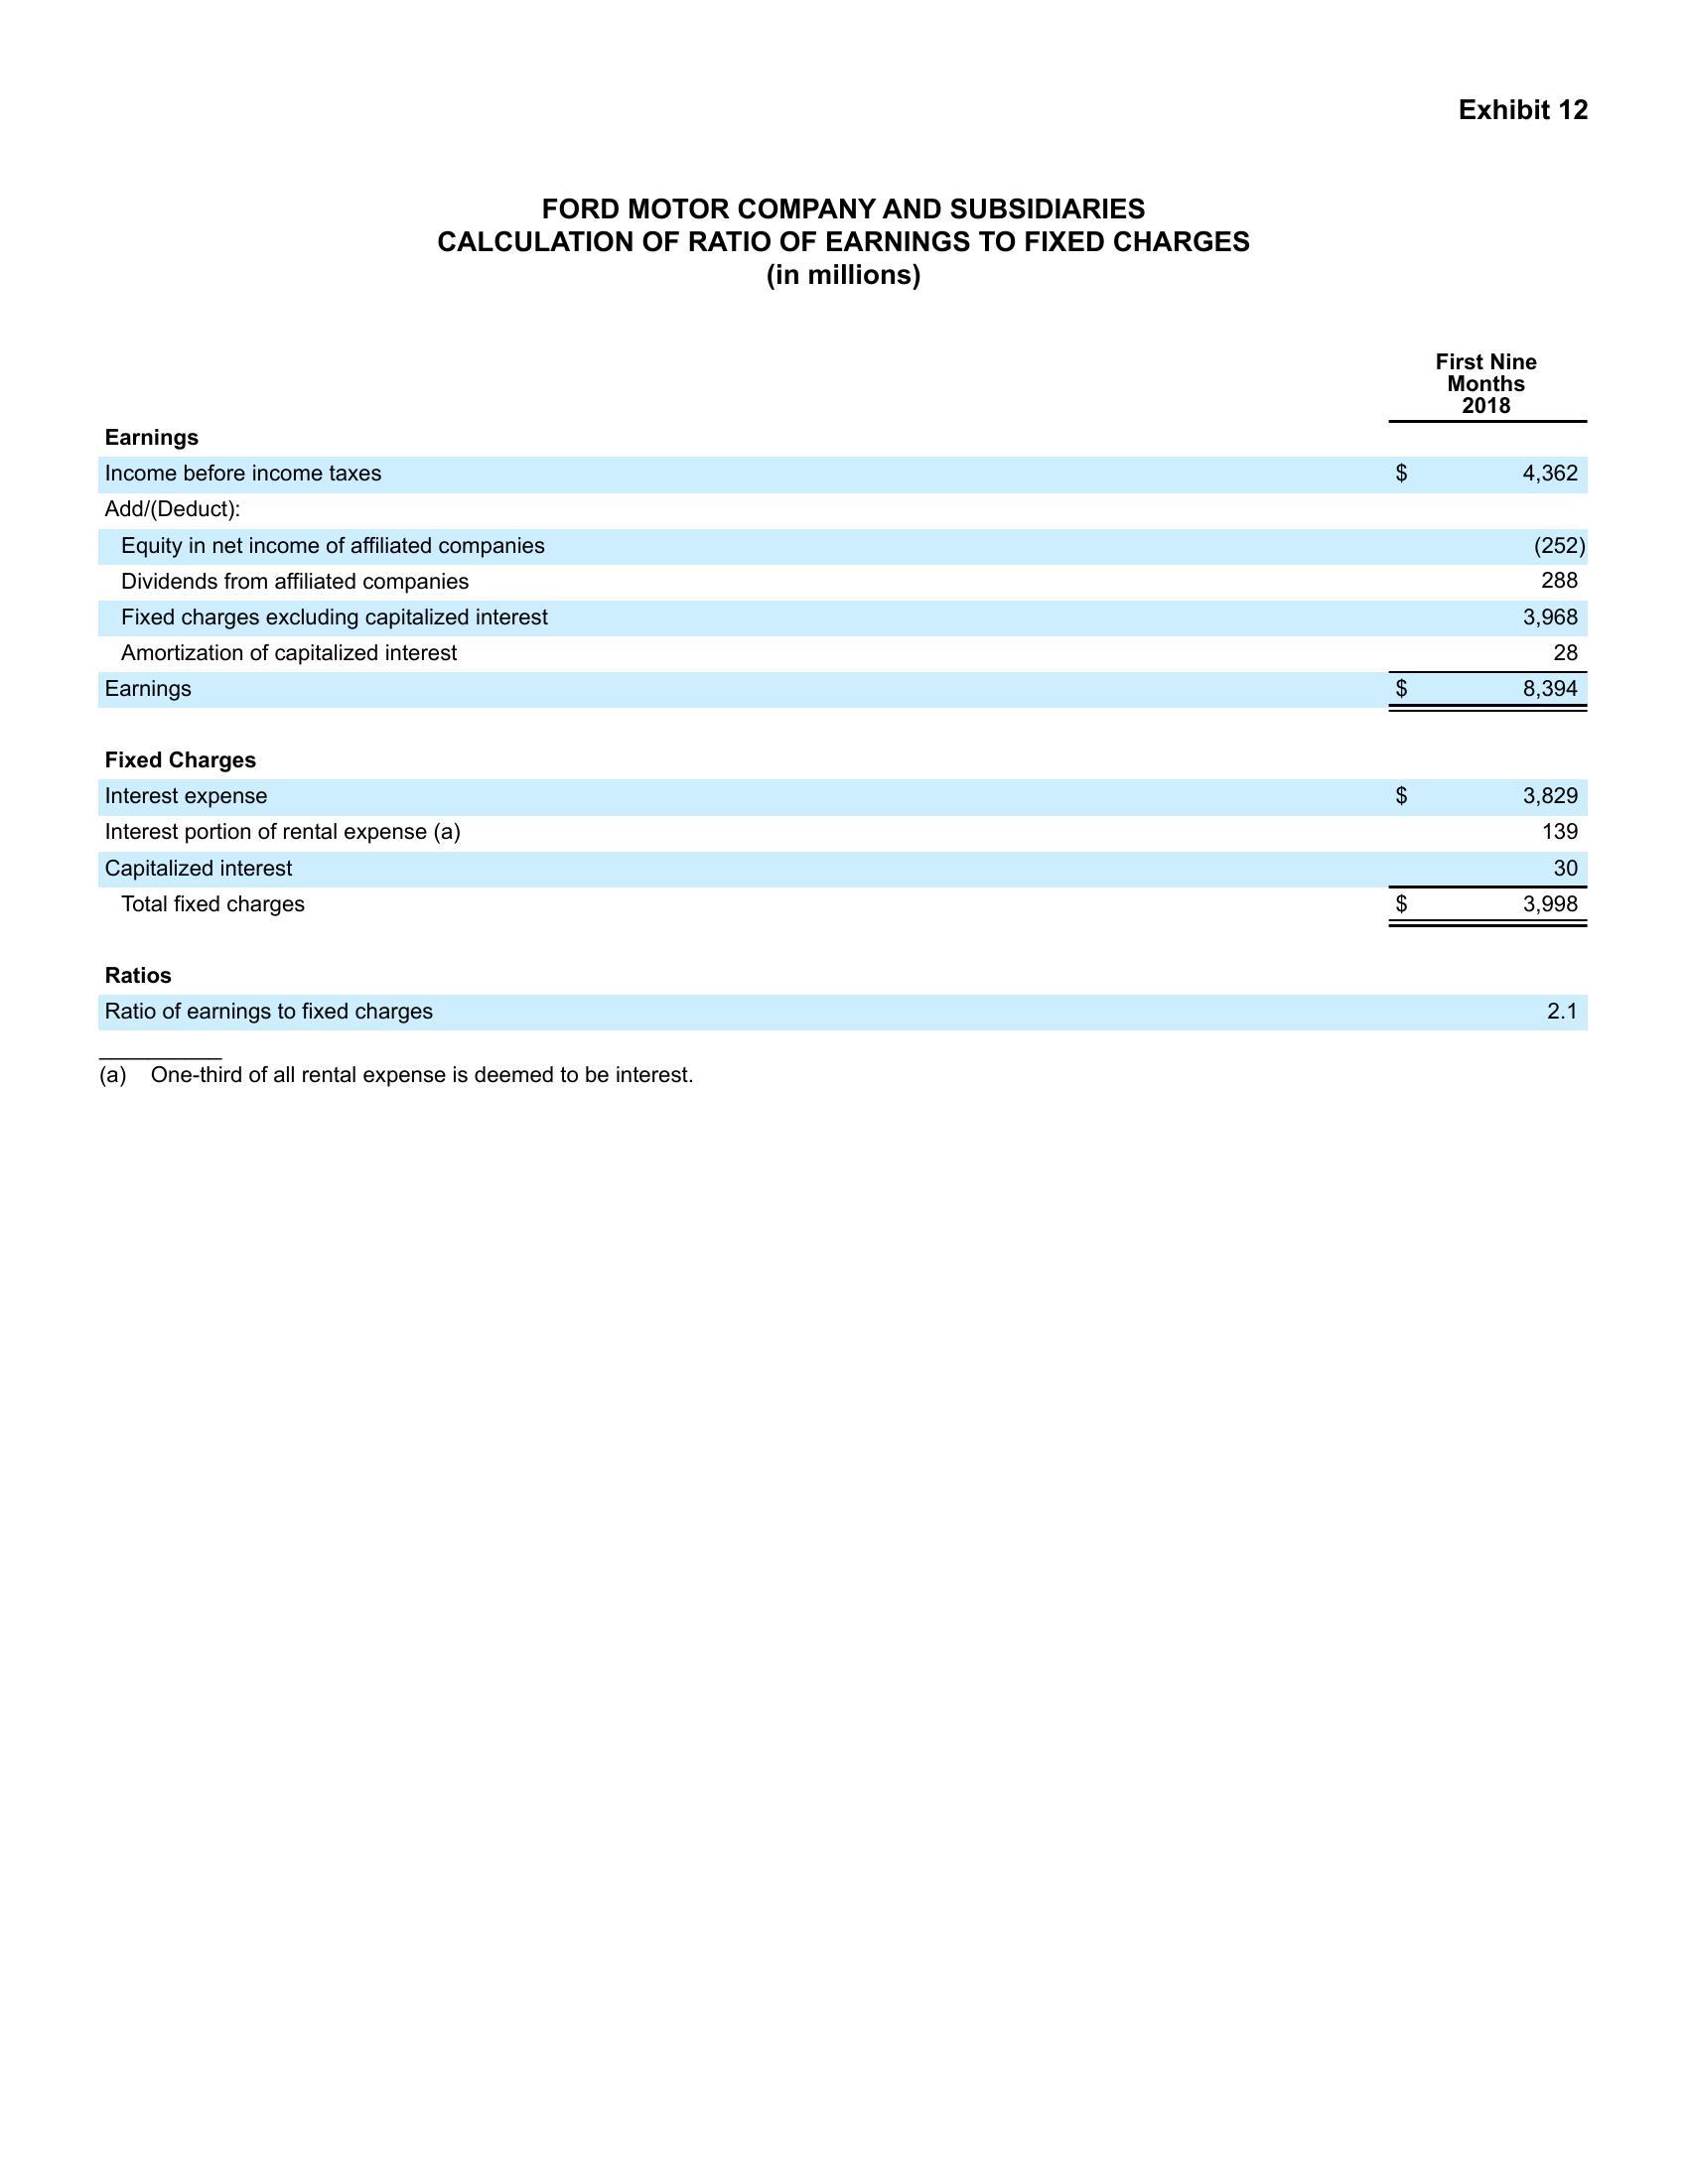 Exhibit 12
FORD MOTOR COMPANY AND SUBSIDIARIES
CALCULATION OF RATIO OF EARNINGS TO FIXED CHARGES
(in millions)
First Nine
Months
2018
Earnings
Income before income taxes $ 4,362
Add/(Deduct):
Equity in net income of affiliated companies (252)
Dividends from affiliated companies 288
Fixed charges excluding capitalized interest 3,968
Amortization of capitalized interest 28
Earnings $ 8,394
Fixed Charges
Interest expense $ 3,829
Interest portion of rental expense (a) 139
Capitalized interest 30
Total fixed charges $ 3,998
Ratios
Ratio of earnings to fixed charges 2.1
(a) One-third of all rental expense is deemed to be interest.